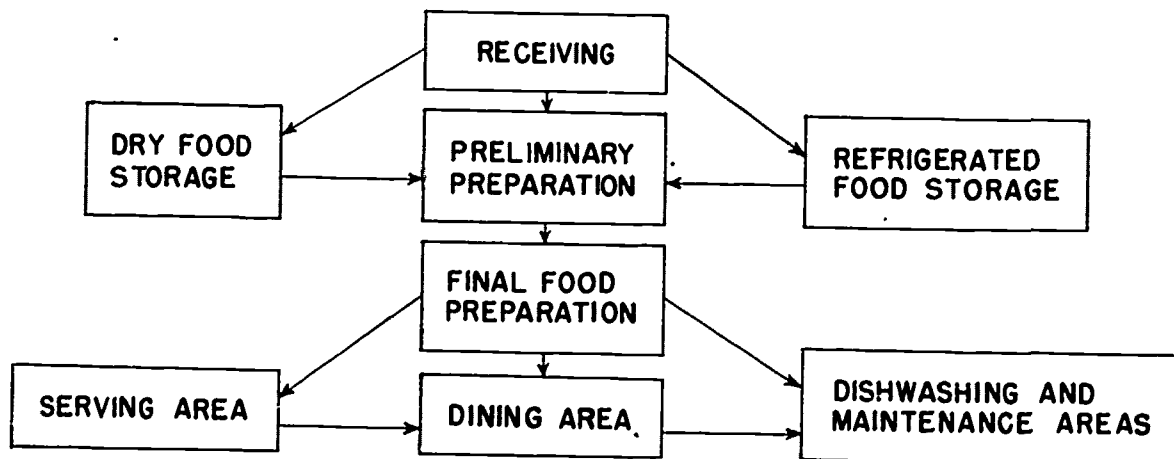 RECEIVING
DRY FOOD
STORAGE
PRELIMINARY
PREPARATION
REFRIGERATED
FOOD STORAGE
FINAL FOOD
PREPARATION
SERVING AREA
DINING AREA
DISHWASHING AND
MAINTENANCE AREAS